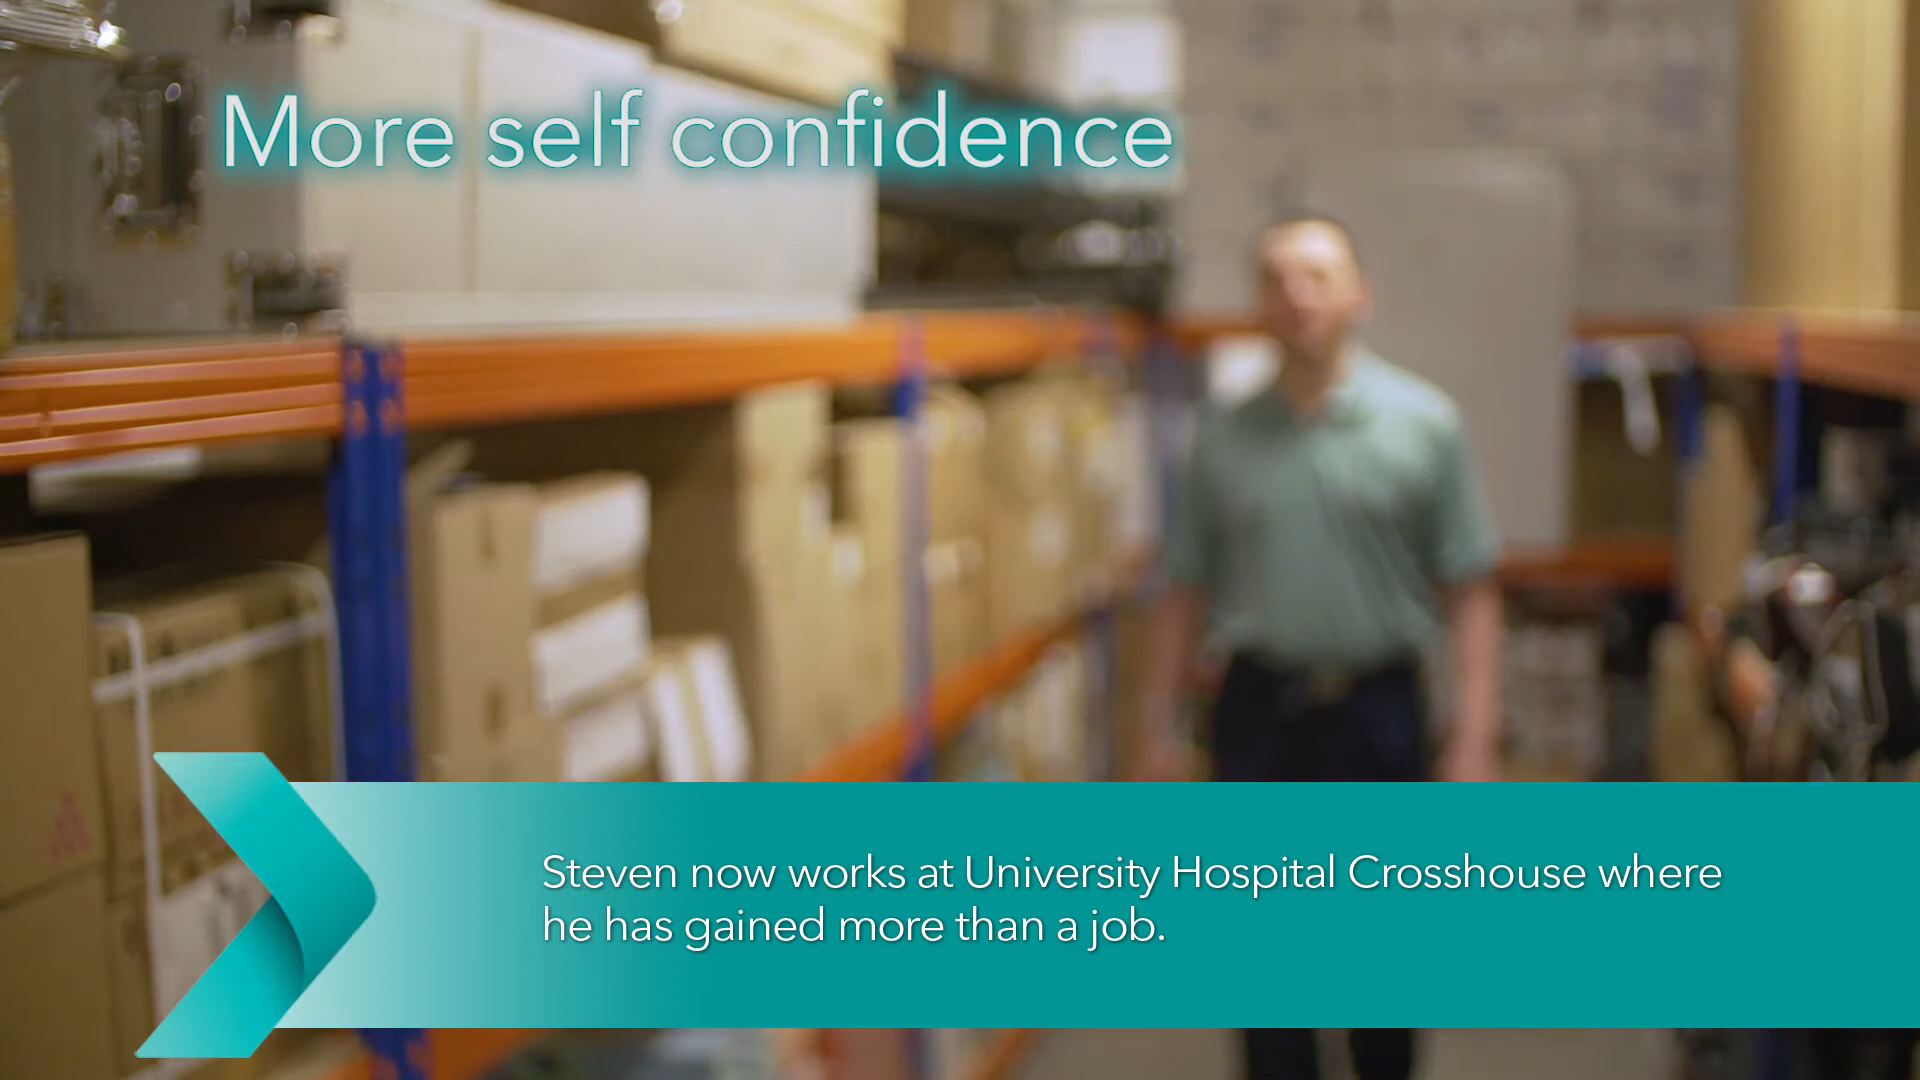 More self confidence
Steven now works at University Hospital Crosshouse where
he has gained more than a job.